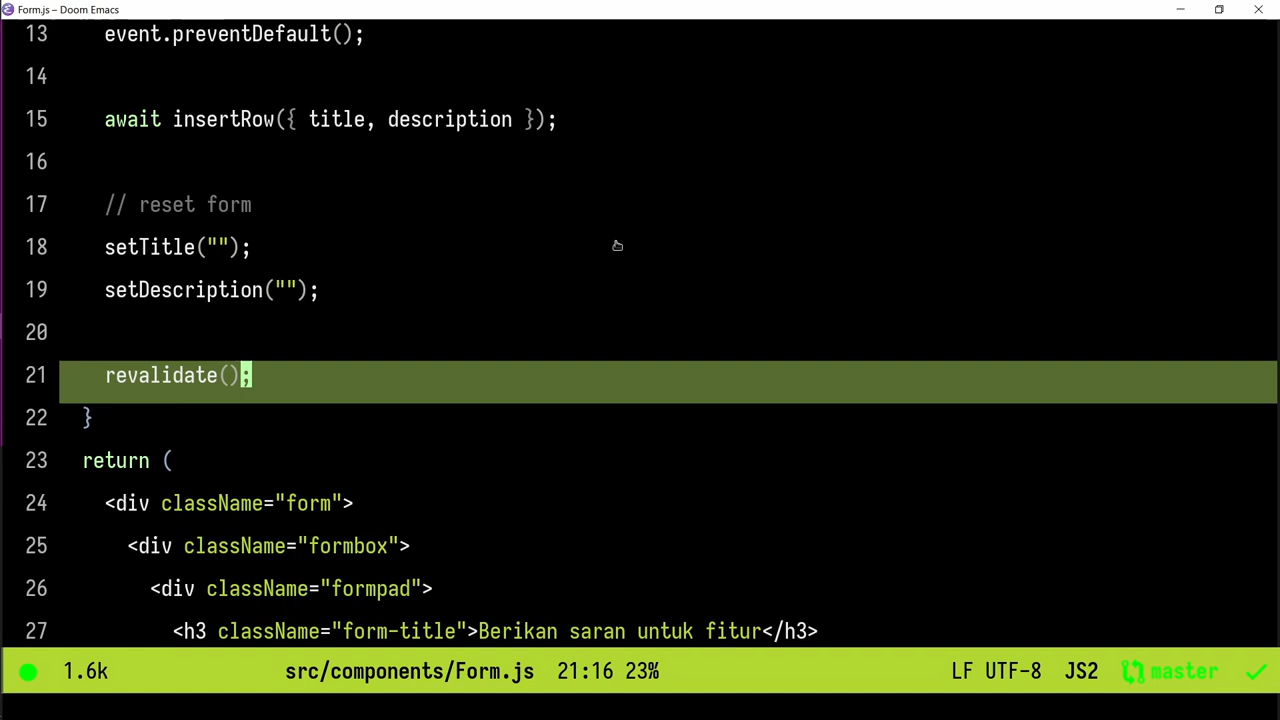 Form.js – Doom Emacs
13 event.preventDefault();
14
15 await insertRow({ title, description });
16
17 // reset form
18 setTitle("");
19 setDescription("");
20
21 revalidate();
22 }
23 return (
24 <div className="form">
25 <div className="formbox">
26 <div className="formpad">
27 <h3 className="form-title">Berikan saran untuk fitur</h3>
1.6k src/components/Form.js 21:16 23% LF UTF-8 JS2 master